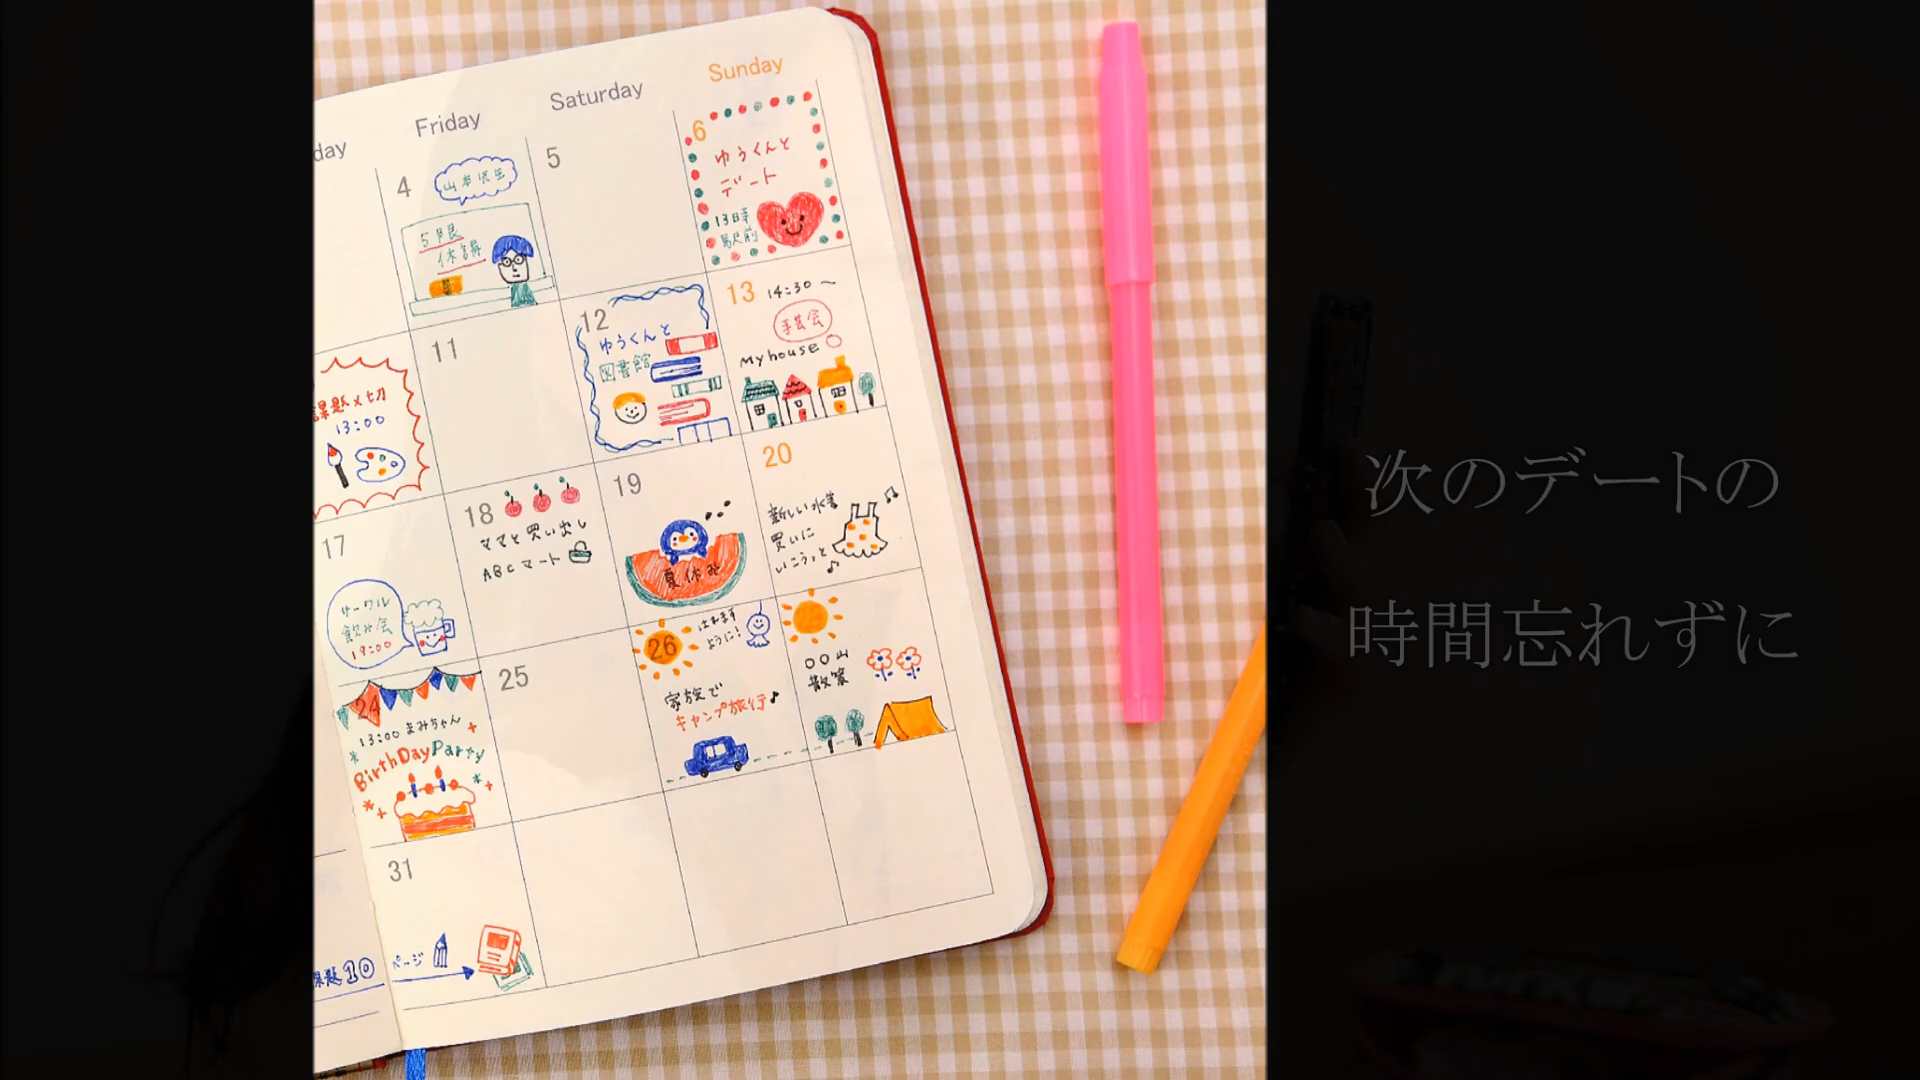 day
Friday
Saturday
Sunday
4
山本先生
5限
休講
5
6
ゆうくんと
デート
13時
駅前
課題〆切
13:00
11
12
ゆうくんと
図書館
13
14:30〜
手芸会
My house
17
サークル
飲み会
19:00
18
ママと買い出し
ABCマート
19
夏休み
20
新しい水着
買いに
いこうっと
24
13:00 まみちゃん
BirthDayParty
25
26
はれます
ように!
家族で
キャンプ旅行♪
〇〇山
散策
31
課題10
ページ
次のデートの
時間忘れずに